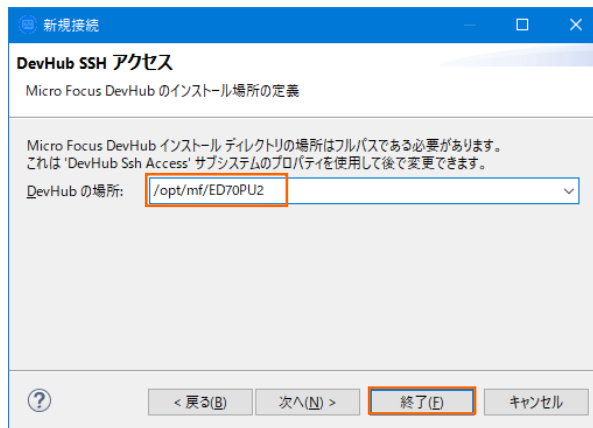 新規接続
DevHub SSH アクセス
Micro Focus DevHub のインストール場所の定義
Micro Focus DevHub インストール ディレクトリの場所はフルパスである必要があります。
これは 'DevHub Ssh Access' サブシステムのプロパティを使用して後で変更できます。
DevHub の場所: /opt/mf/ED70PU2
< 戻る(B) 次へ(N) > 終了(F) キャンセル